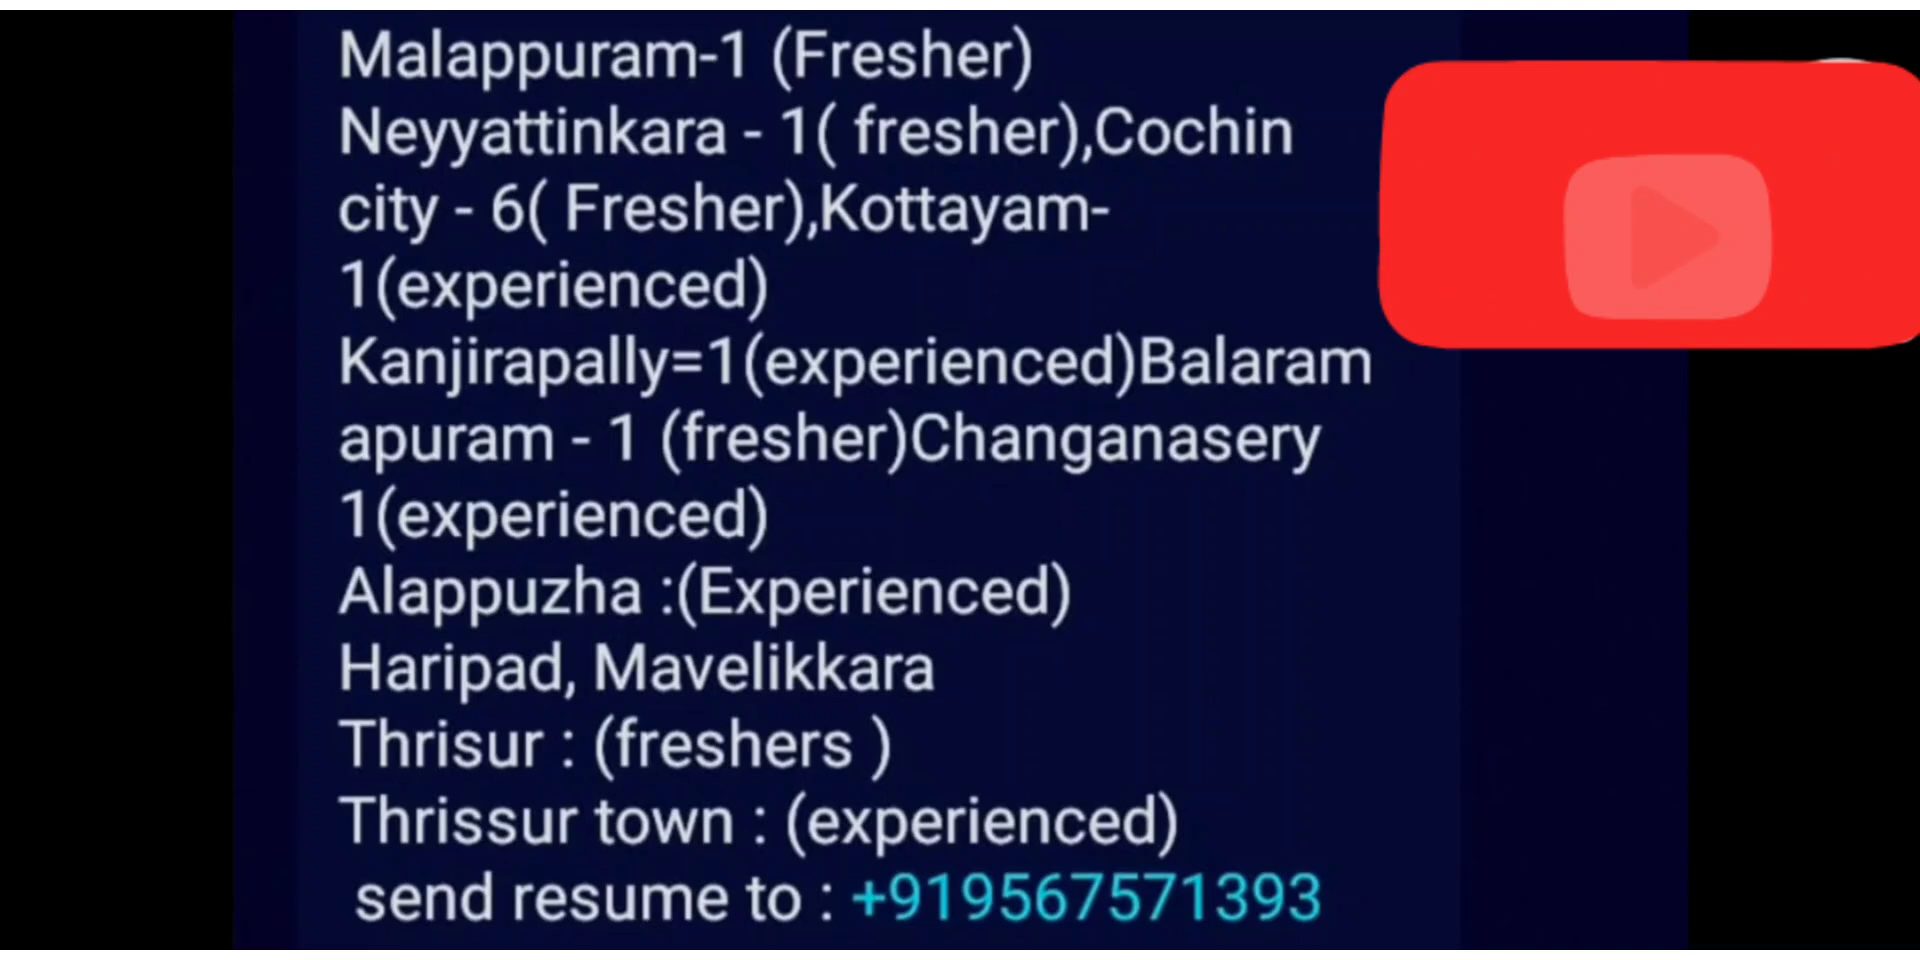 Malappuram-1 (Fresher)
Neyyattinkara - 1( fresher),Cochin
city - 6( Fresher),Kottayam-
1(experienced)
Kanjirapally=1(experienced)Balaram
apuram - 1 (fresher)Changanasery
1(experienced)
Alappuzha :(Experienced)
Haripad, Mavelikkara
Thrisur : (freshers )
Thrissur town : (experienced)
send resume to : +919567571393